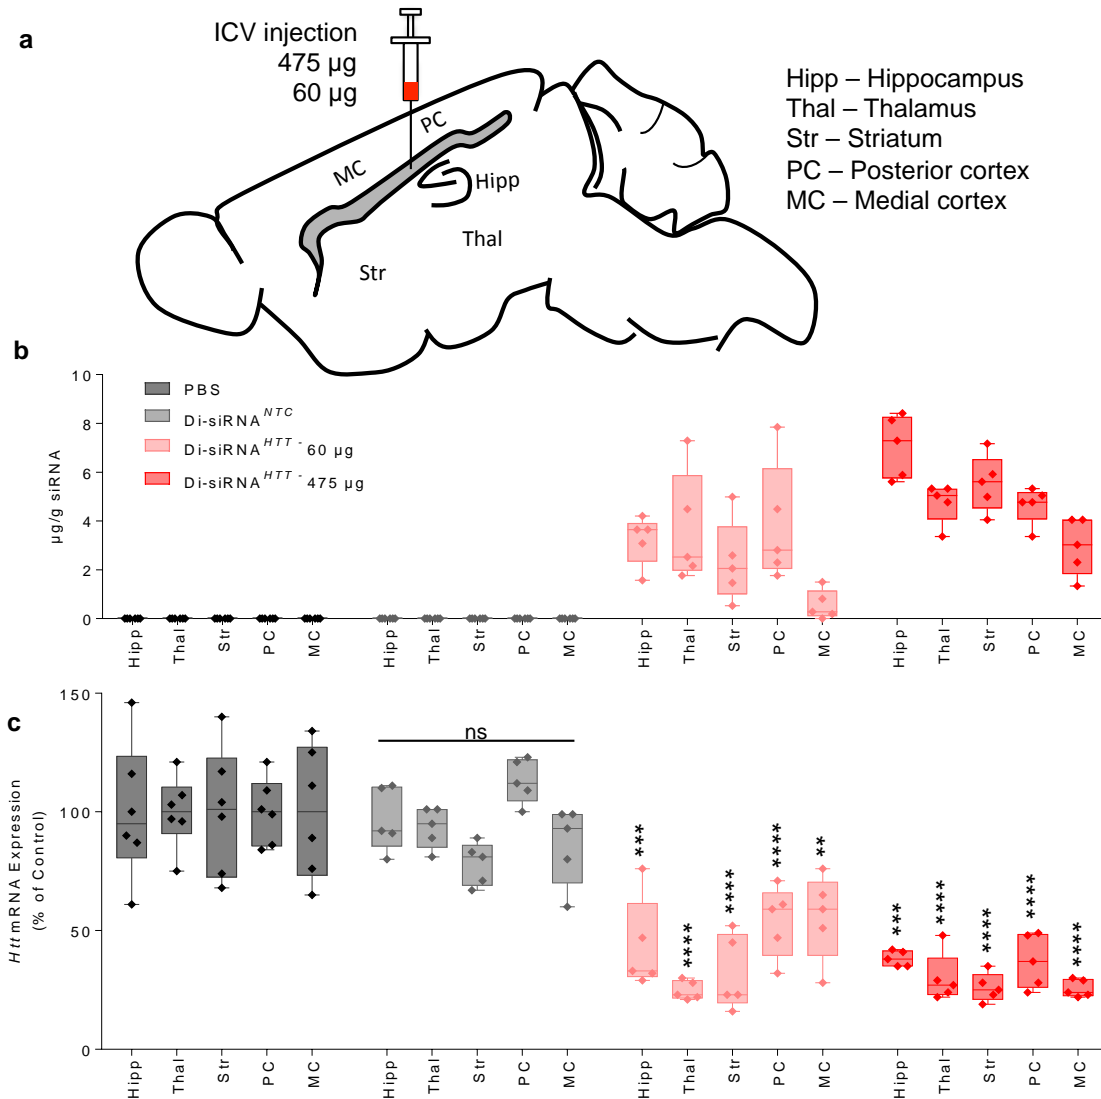 a
ICV injection
475 µg
60 µg
PC
MC
Hipp
Thal
Str
Hipp – Hippocampus
Thal – Thalamus
Str – Striatum
PC – Posterior cortex
MC – Medial cortex
b
µg/g siRNA
10
8
6
4
2
0
PBS
Di-siRNA^NTC
Di-siRNA^HTT - 60 µg
Di-siRNA^HTT - 475 µg
Hipp Thal Str PC MC Hipp Thal Str PC MC Hipp Thal Str PC MC Hipp Thal Str PC MC
c
Htt mRNA Expression
(% of Control)
150
100
50
0
ns
*** **** **** **** ** *** **** **** **** ****
Hipp Thal Str PC MC Hipp Thal Str PC MC Hipp Thal Str PC MC Hipp Thal Str PC MC